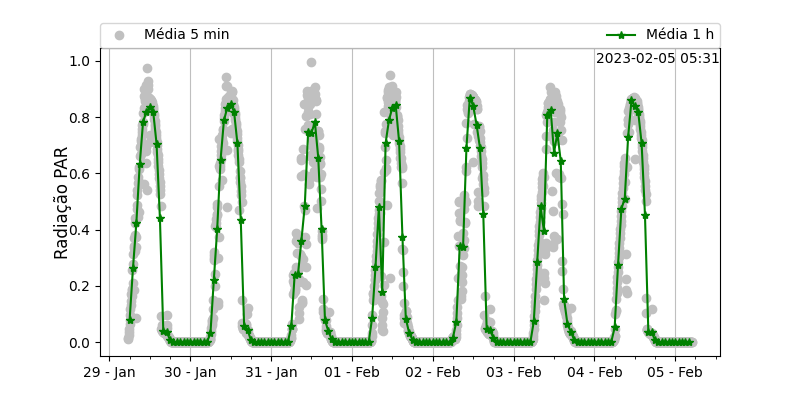 Média 5 min
Média 1 h
2023-02-05 05:31
Radiação PAR
1.0
0.8
0.6
0.4
0.2
0.0
29 - Jan
30 - Jan
31 - Jan
01 - Feb
02 - Feb
03 - Feb
04 - Feb
05 - Feb